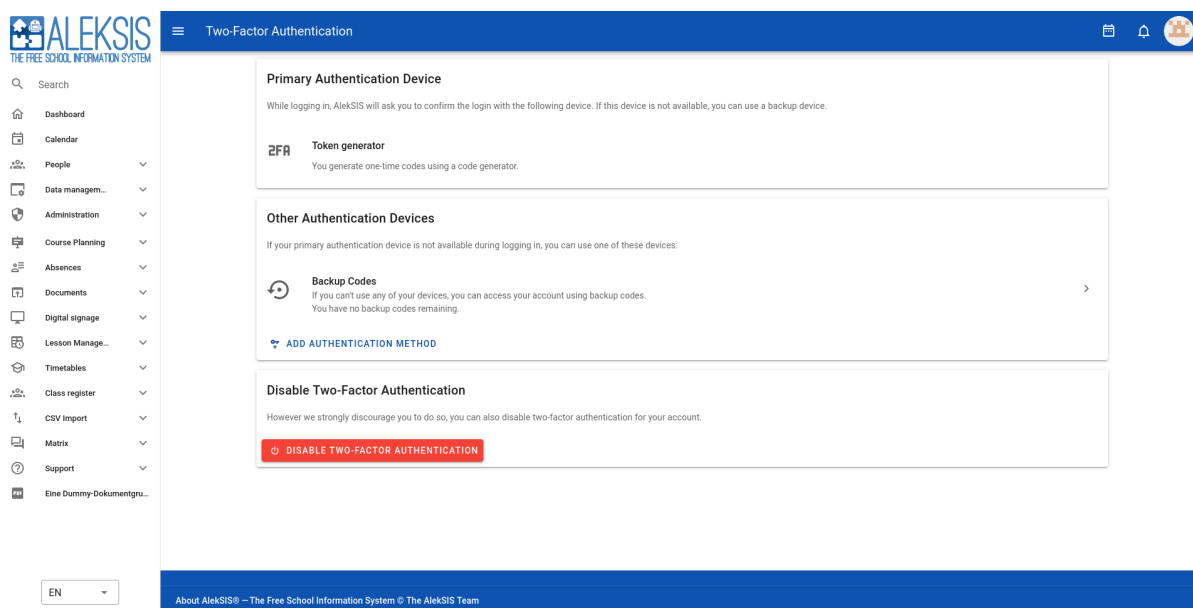 ALEKSIS
THE FREE SCHOOL INFORMATION SYSTEM
Search
Dashboard
Calendar
People
Data managem...
Administration
Course Planning
Absences
Documents
Digital signage
Lesson Manage...
Timetables
Class register
CSV Import
Matrix
Support
PDF Eine Dummy-Dokumentgru...
EN
Two-Factor Authentication
Primary Authentication Device
While logging in, AlekSIS will ask you to confirm the login with the following device. If this device is not available, you can use a backup device.
2FA
Token generator
You generate one-time codes using a code generator.
Other Authentication Devices
If your primary authentication device is not available during logging in, you can use one of these devices:
Backup Codes
If you can't use any of your devices, you can access your account using backup codes.
You have no backup codes remaining.
ADD AUTHENTICATION METHOD
Disable Two-Factor Authentication
However we strongly discourage you to do so, you can also disable two-factor authentication for your account.
DISABLE TWO-FACTOR AUTHENTICATION
About AlekSIS® — The Free School Information System © The AlekSIS Team